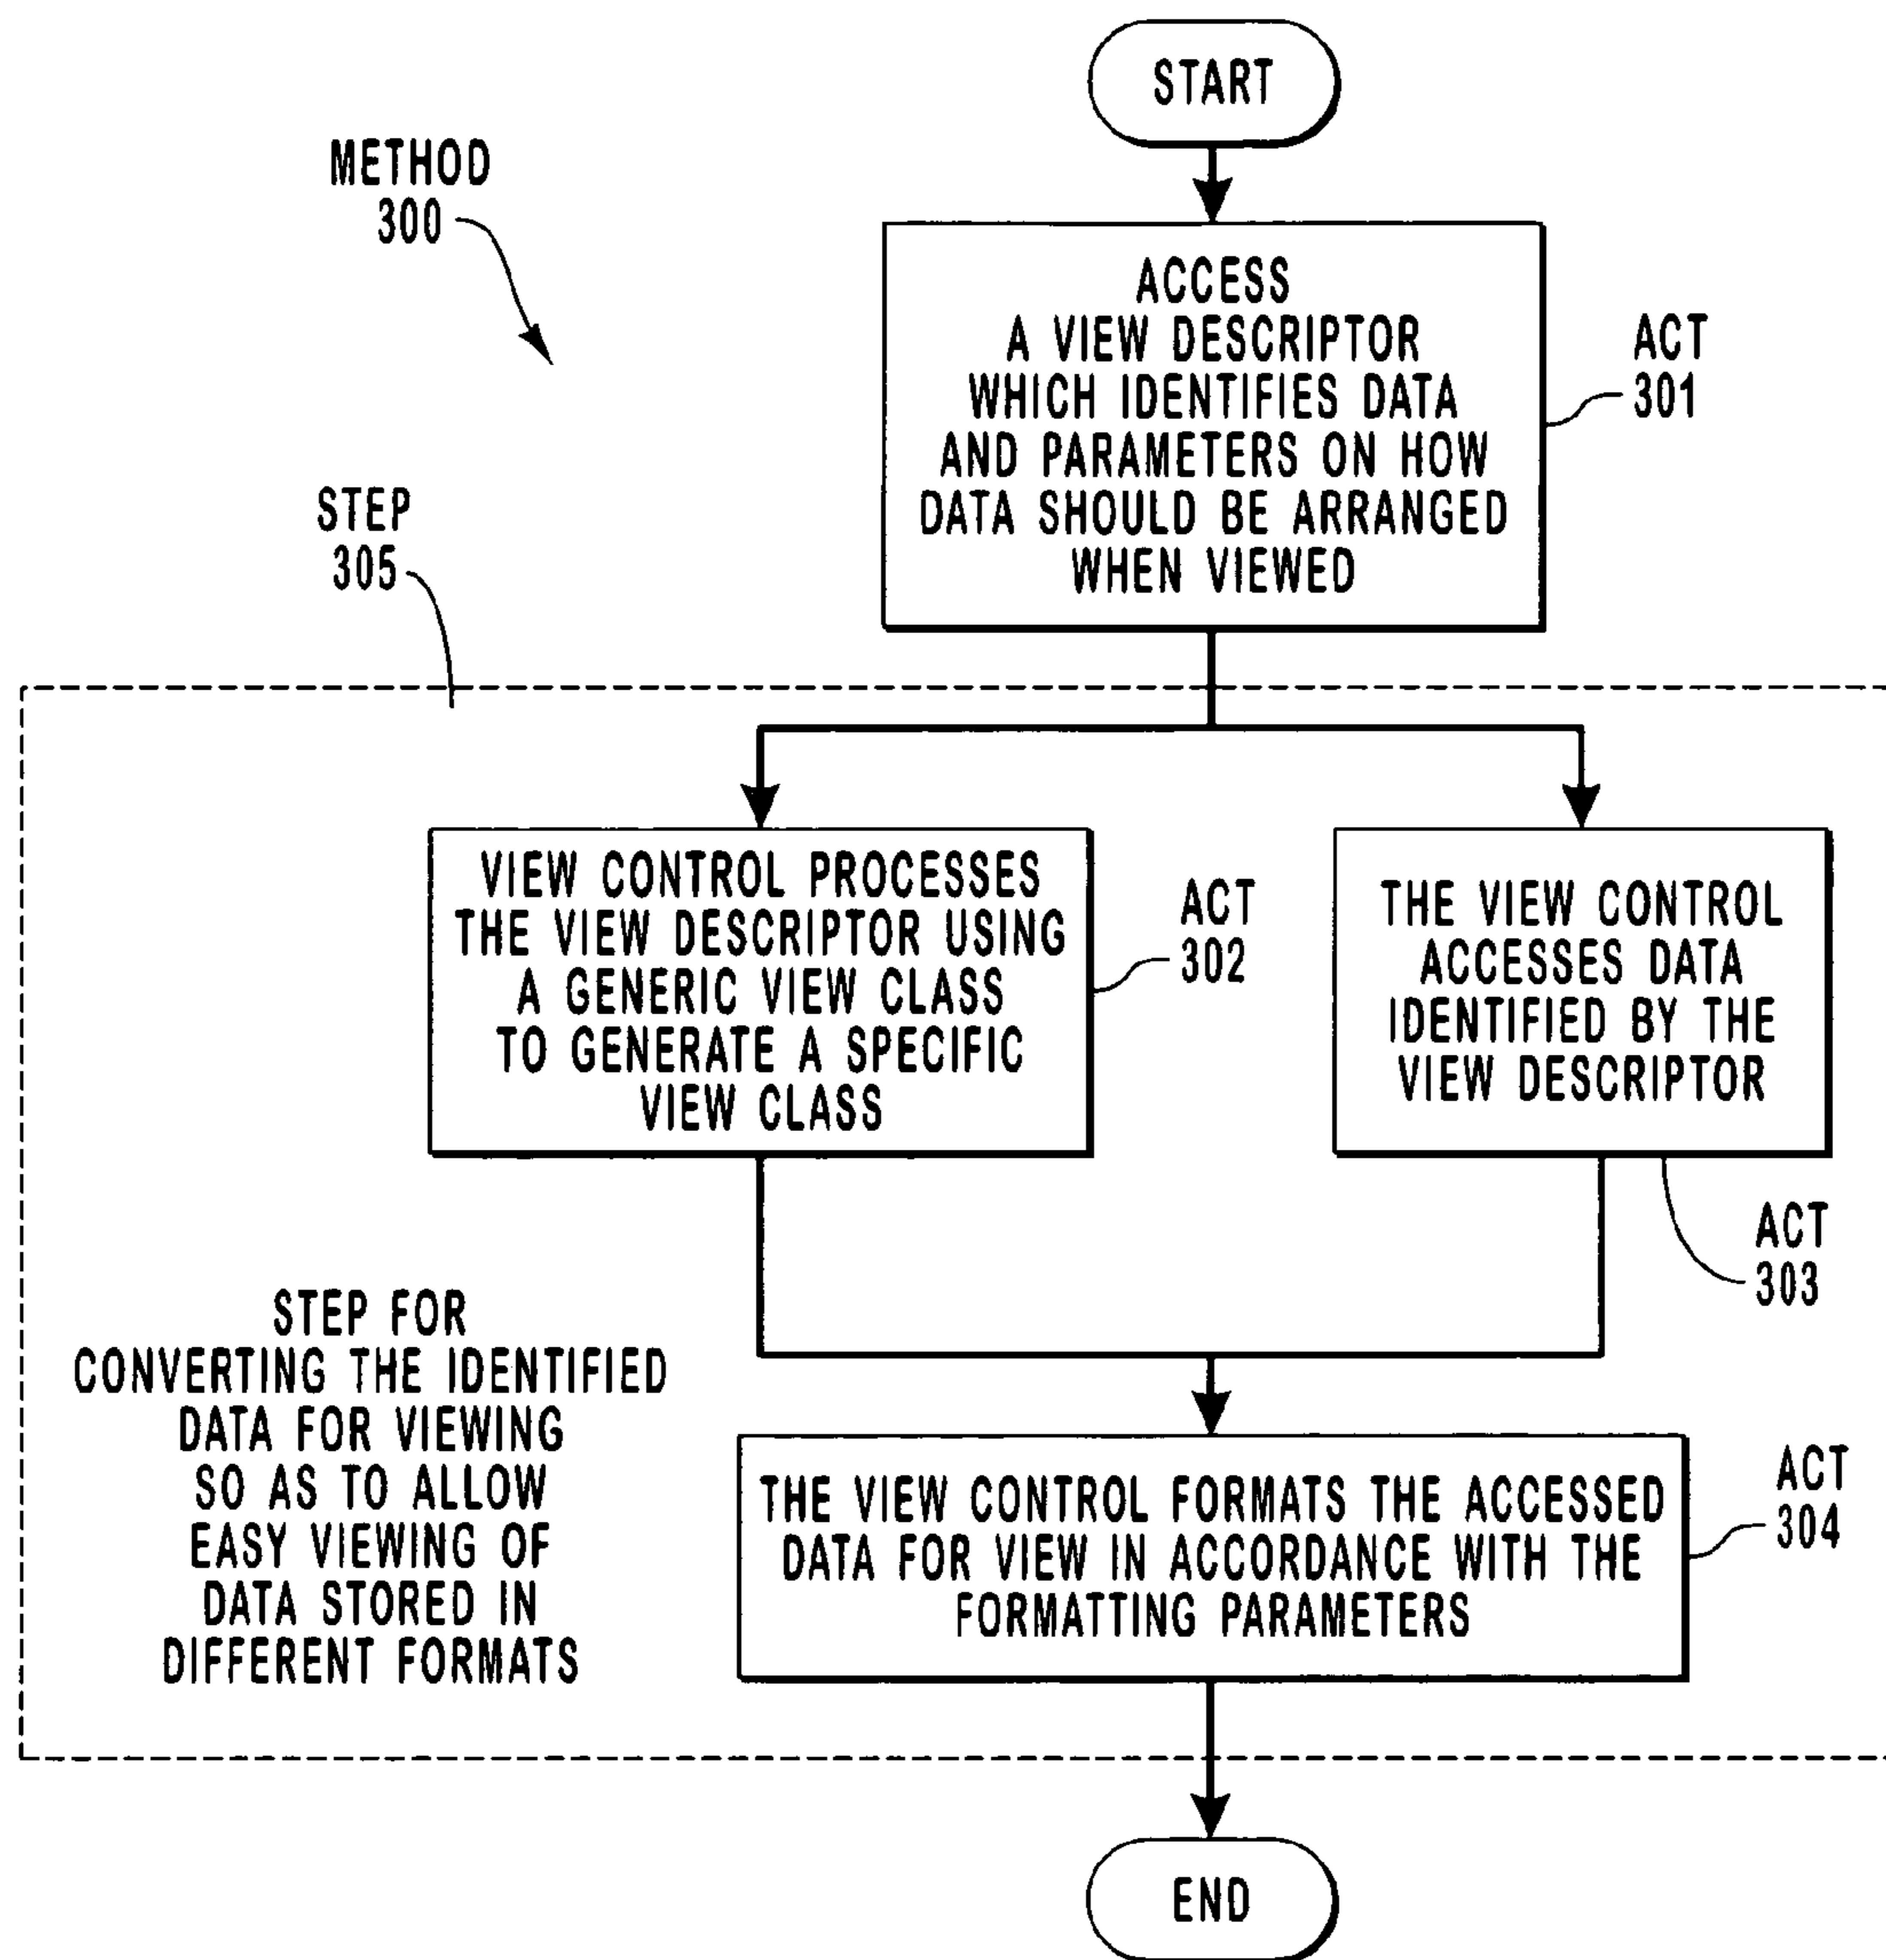 START
METHOD
300
ACCESS
A VIEW DESCRIPTOR
WHICH IDENTIFIES DATA
AND PARAMETERS ON HOW
DATA SHOULD BE ARRANGED
WHEN VIEWED
ACT
301
STEP
305
VIEW CONTROL PROCESSES
THE VIEW DESCRIPTOR USING
A GENERIC VIEW CLASS
TO GENERATE A SPECIFIC
VIEW CLASS
ACT
302
THE VIEW CONTROL
ACCESSES DATA
IDENTIFIED BY THE
VIEW DESCRIPTOR
ACT
303
STEP FOR
CONVERTING THE IDENTIFIED
DATA FOR VIEWING
SO AS TO ALLOW
EASY VIEWING OF
DATA STORED IN
DIFFERENT FORMATS
THE VIEW CONTROL FORMATS THE ACCESSED
DATA FOR VIEW IN ACCORDANCE WITH THE
FORMATTING PARAMETERS
ACT
304
END